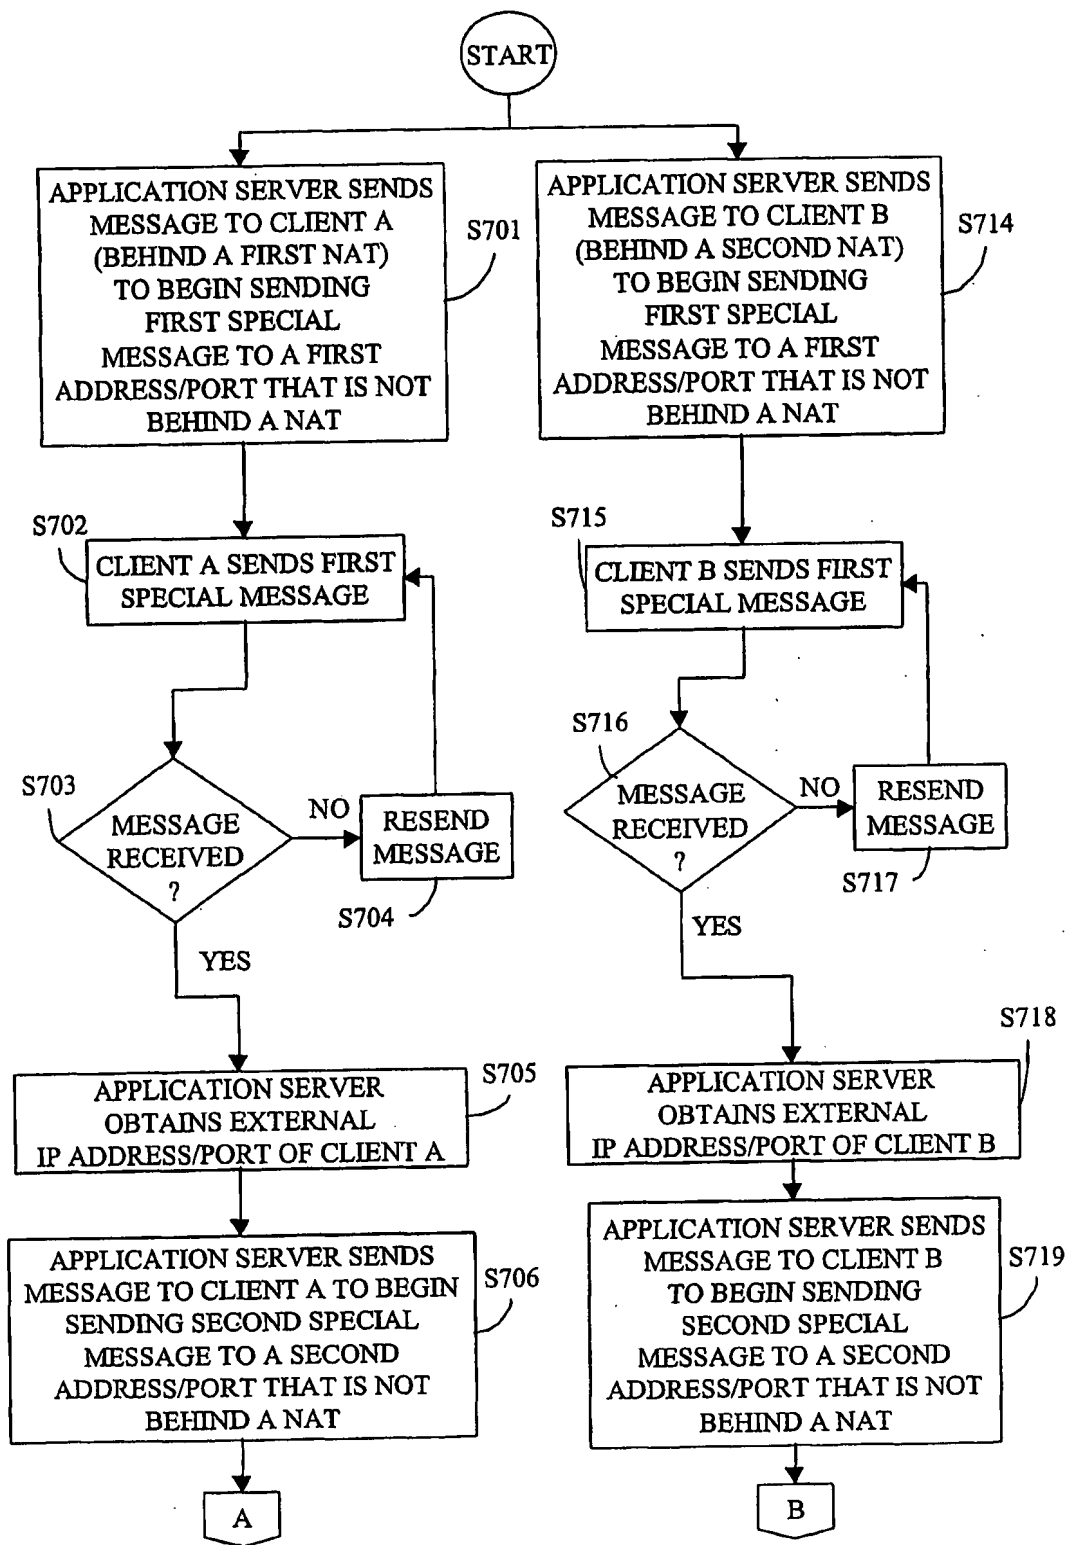 START
APPLICATION SERVER SENDS
MESSAGE TO CLIENT A
(BEHIND A FIRST NAT)
TO BEGIN SENDING
FIRST SPECIAL
MESSAGE TO A FIRST
ADDRESS/PORT THAT IS NOT
BEHIND A NAT
S701
APPLICATION SERVER SENDS
MESSAGE TO CLIENT B
(BEHIND A SECOND NAT)
TO BEGIN SENDING
FIRST SPECIAL
MESSAGE TO A FIRST
ADDRESS/PORT THAT IS NOT
BEHIND A NAT
S714
S702
CLIENT A SENDS FIRST
SPECIAL MESSAGE
S715
CLIENT B SENDS FIRST
SPECIAL MESSAGE
S703
MESSAGE
RECEIVED
?
NO
RESEND
MESSAGE
S704
YES
S716
MESSAGE
RECEIVED
?
NO
RESEND
MESSAGE
S717
YES
APPLICATION SERVER
OBTAINS EXTERNAL
IP ADDRESS/PORT OF CLIENT A
S705
APPLICATION SERVER
OBTAINS EXTERNAL
IP ADDRESS/PORT OF CLIENT B
S718
APPLICATION SERVER SENDS
MESSAGE TO CLIENT A TO BEGIN
SENDING SECOND SPECIAL
MESSAGE TO A SECOND
ADDRESS/PORT THAT IS NOT
BEHIND A NAT
S706
APPLICATION SERVER SENDS
MESSAGE TO CLIENT B
TO BEGIN SENDING
SECOND SPECIAL
MESSAGE TO A SECOND
ADDRESS/PORT THAT IS NOT
BEHIND A NAT
S719
A
B